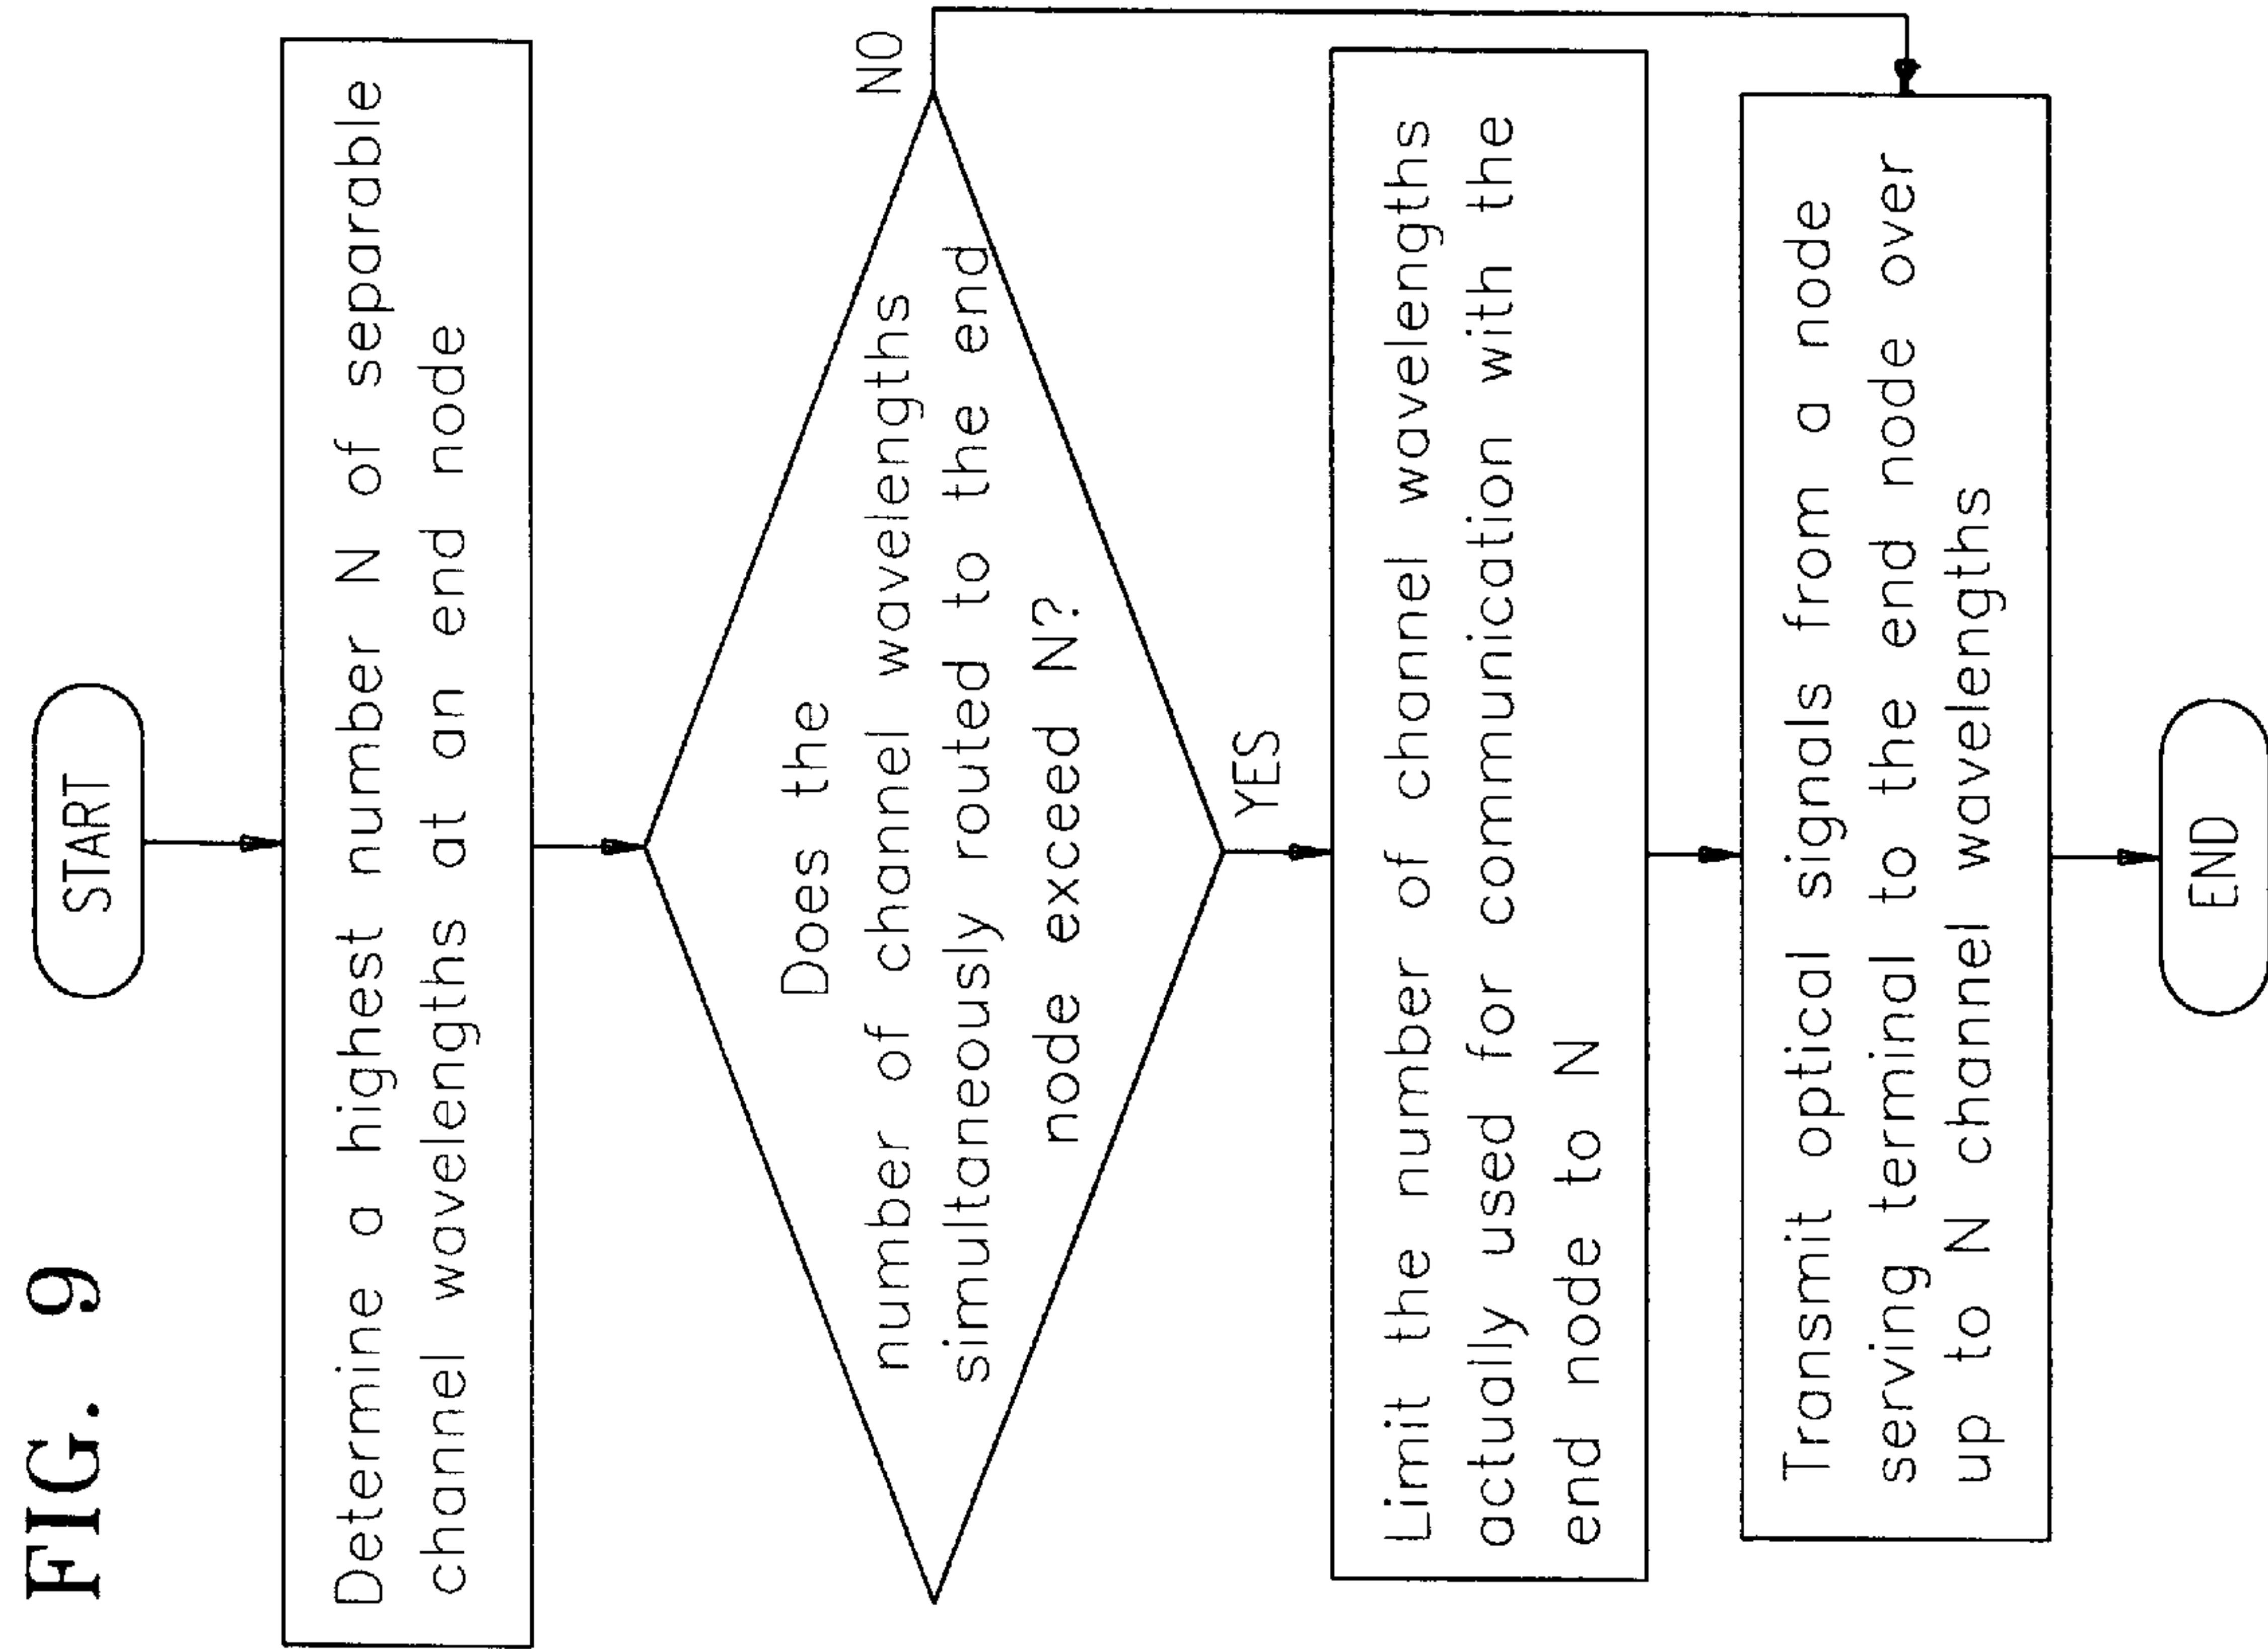 FIG. 9
START
Determine a highest number N of separable
channel wavelengths at an end node
Does the
number of channel wavelengths
simultaneously routed to the end
node exceed N?
NO
YES
Limit the number of channel wavelengths
actually used for communication with the
end node to N
Transmit optical signals from a node
serving terminal to the end node over
up to N channel wavelengths
END